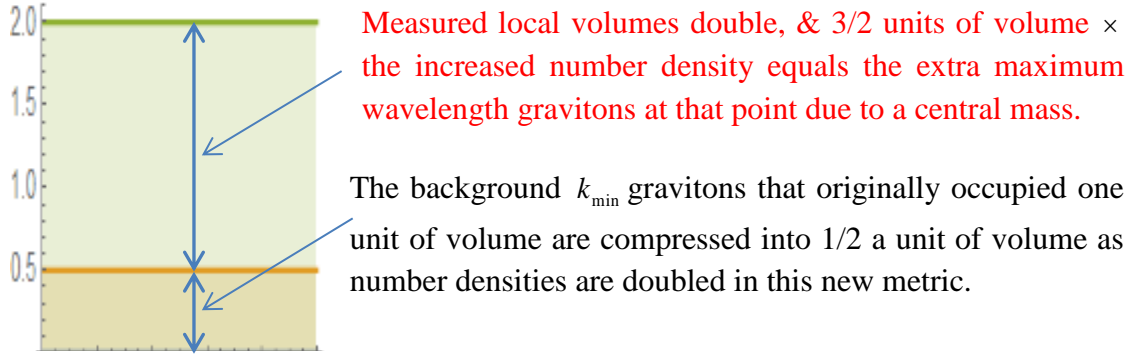 2.0
1.5
1.0
0.5
Measured local volumes double, & 3/2 units of volume ×
the increased number density equals the extra maximum
wavelength gravitons at that point due to a central mass.
The background k_min gravitons that originally occupied one
unit of volume are compressed into 1/2 a unit of volume as
number densities are doubled in this new metric.